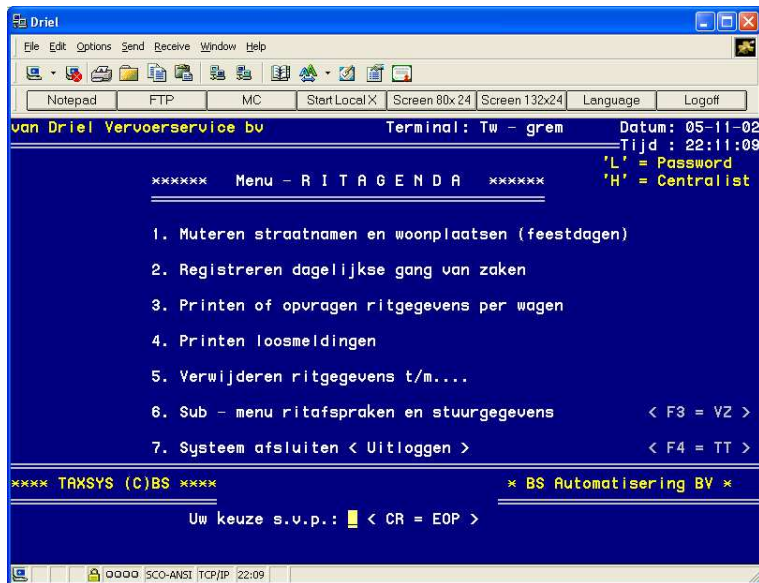 Driel
File Edit Options Send Receive Window Help
Notepad FTP MC Start Local X Screen 80x 24 Screen 132x24 Language Logoff
van Driel Vervoerservice bv Terminal: Tw - grem Datum: 05-11-02
Tijd : 22:11:09
'L' = Password
****** Menu - R I T A G E N D A ****** 'H' = Centralist
1. Muteren straatnamen en woonplaatsen (feestdagen)
2. Registreren dagelijkse gang van zaken
3. Printen of opvragen ritgegevens per wagen
4. Printen loosmeldingen
5. Verwijderen ritgegevens t/m....
6. Sub - menu ritafspraken en stuurgegevens < F3 = VZ >
7. Systeem afsluiten < Uitloggen > < F4 = TT >
**** TAXSYS (C)BS **** * BS Automatisering BV *
Uw keuze s.v.p.: < CR = EOP >
SCO-ANSI TCP/IP 22:09